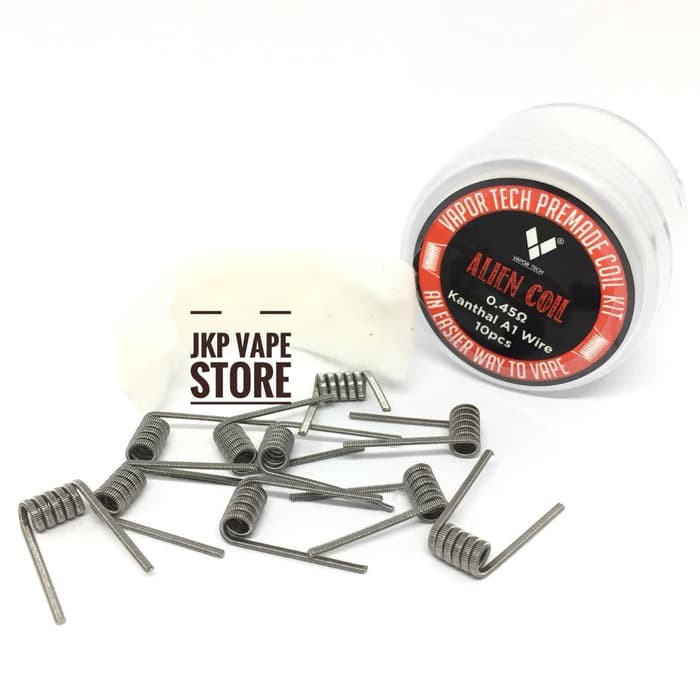 VAPOR TECH PREMADE COIL KIT
®
VAPOR TECH
ALIEN COIL
0.45Ω
Kanthal A1 Wire
10pcs
AN EASIER WAY TO VAPE
JKP VAPE
STORE